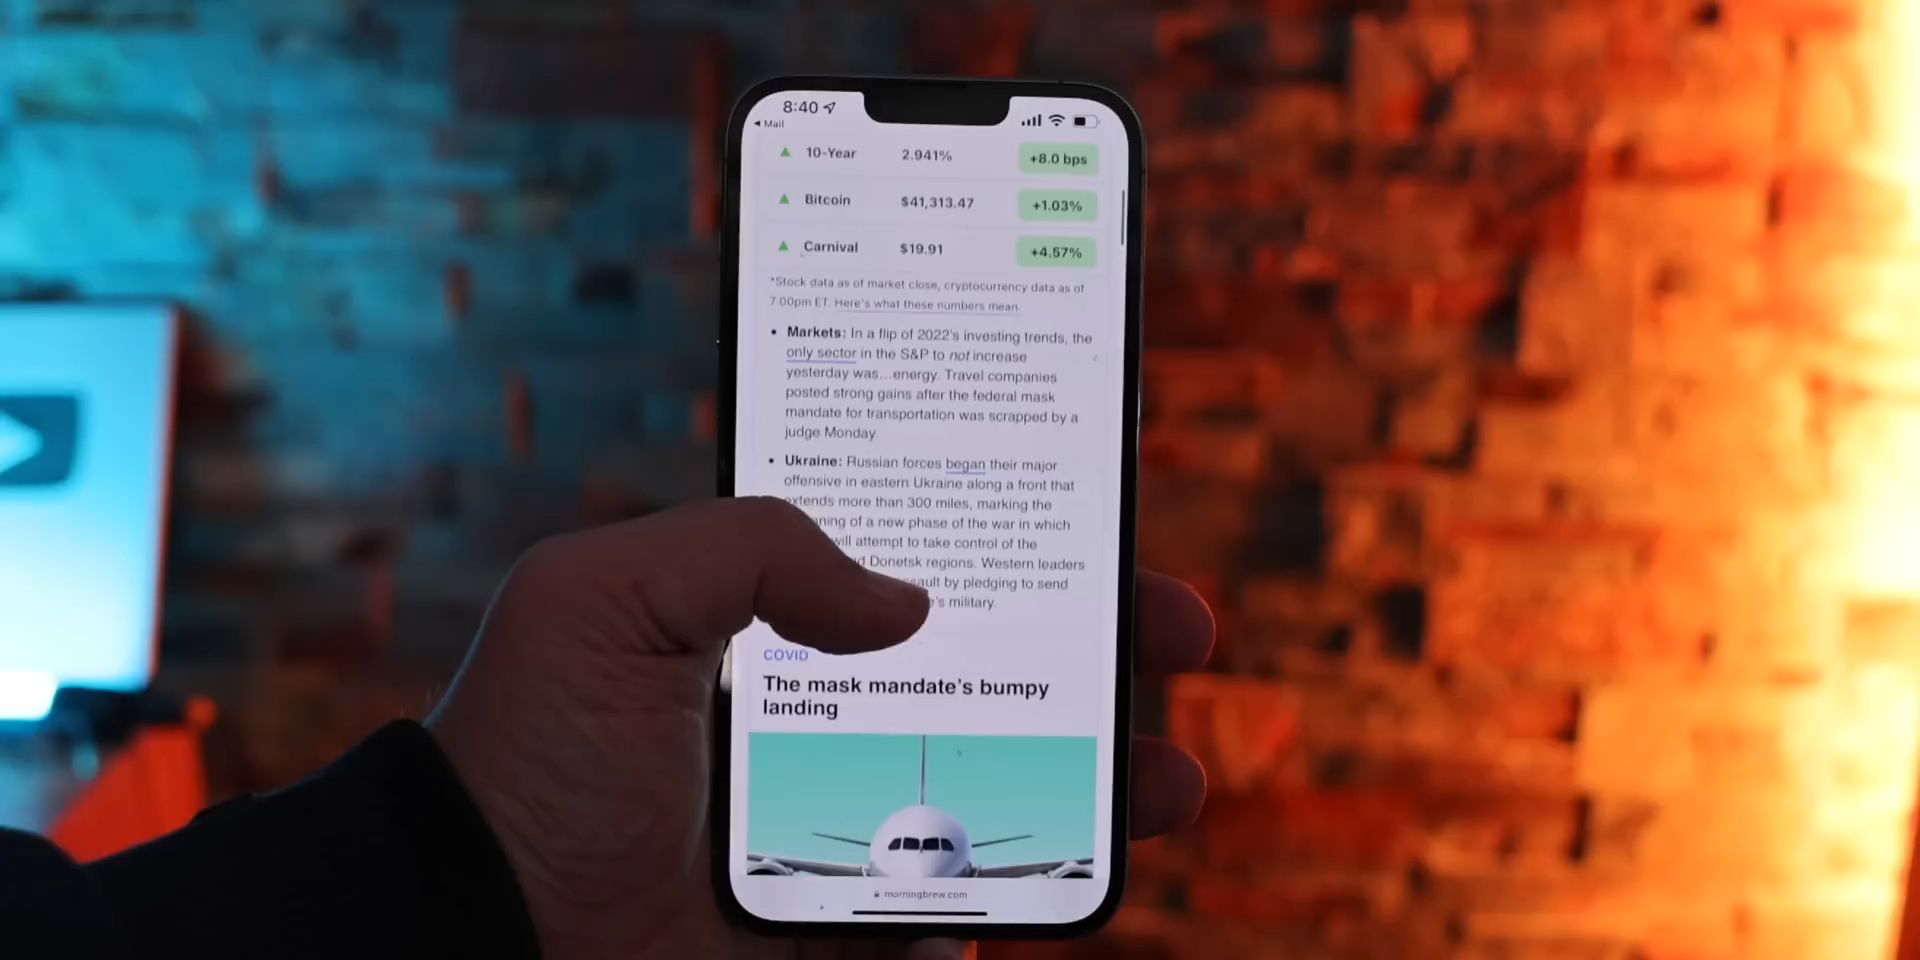 8:40
Mail
10-Year 2.941% +8.0 bps
Bitcoin $41,313.47 +1.03%
Carnival $19.91 +4.57%
*Stock data as of market close, cryptocurrency data as of
7:00pm ET. Here's what these numbers mean.
• Markets: In a flip of 2022's investing trends, the
only sector in the S&P to not increase
yesterday was...energy. Travel companies
posted strong gains after the federal mask
mandate for transportation was scrapped by a
judge Monday.
• Ukraine: Russian forces began their major
offensive in eastern Ukraine along a front that
extends more than 300 miles, marking the
of a new phase of the war in which
will attempt to take control of the
Donetsk regions. Western leaders
by pledging to send
military.
COVID
The mask mandate's bumpy
landing
morningbrew.com